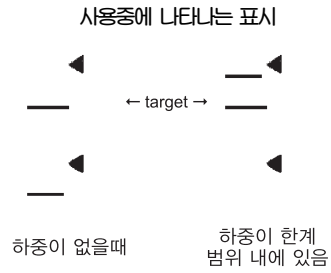 사용중에 나타나는 표시
← target →
하중이 없을때
하중이 한계
범위 내에 있음